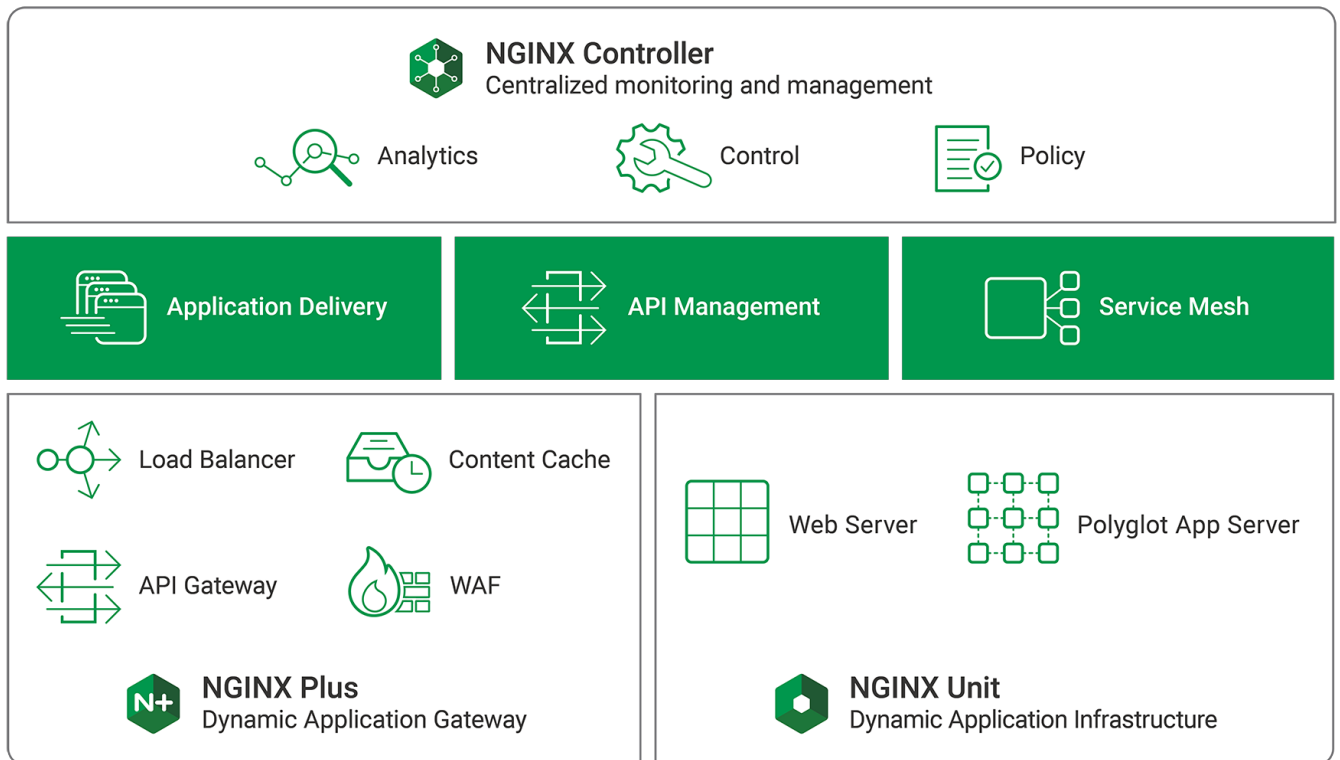 NGINX Controller
Centralized monitoring and management
Analytics
Control
Policy
Application Delivery
API Management
Service Mesh
Load Balancer
Content Cache
API Gateway
WAF
N+
NGINX Plus
Dynamic Application Gateway
Web Server
Polyglot App Server
NGINX Unit
Dynamic Application Infrastructure